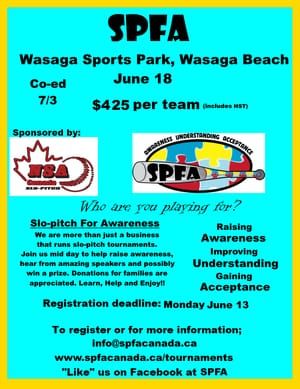 SPFA
Wasaga Sports Park, Wasaga Beach
June 18
Co-ed
7/3
$425 per team (includes HST)
Sponsored by:
NSA
Canada
SLO-PITCH
AWARENESS UNDERSTANDING ACCEPTANCE
SPFA
Who are you playing for?
Slo-pitch For Awareness
We are more than just a business
that runs slo-pitch tournaments.
Join us mid day to help raise awareness,
hear from amazing speakers and possibly
win a prize. Donations for families are
appreciated. Learn, Help and Enjoy!!
Raising
Awareness
Improving
Understanding
Gaining
Acceptance
Registration deadline: Monday June 13
To register or for more information;
info@spfacanada.ca
www.spfacanada.ca/tournaments
"Like" us on Facebook at SPFA